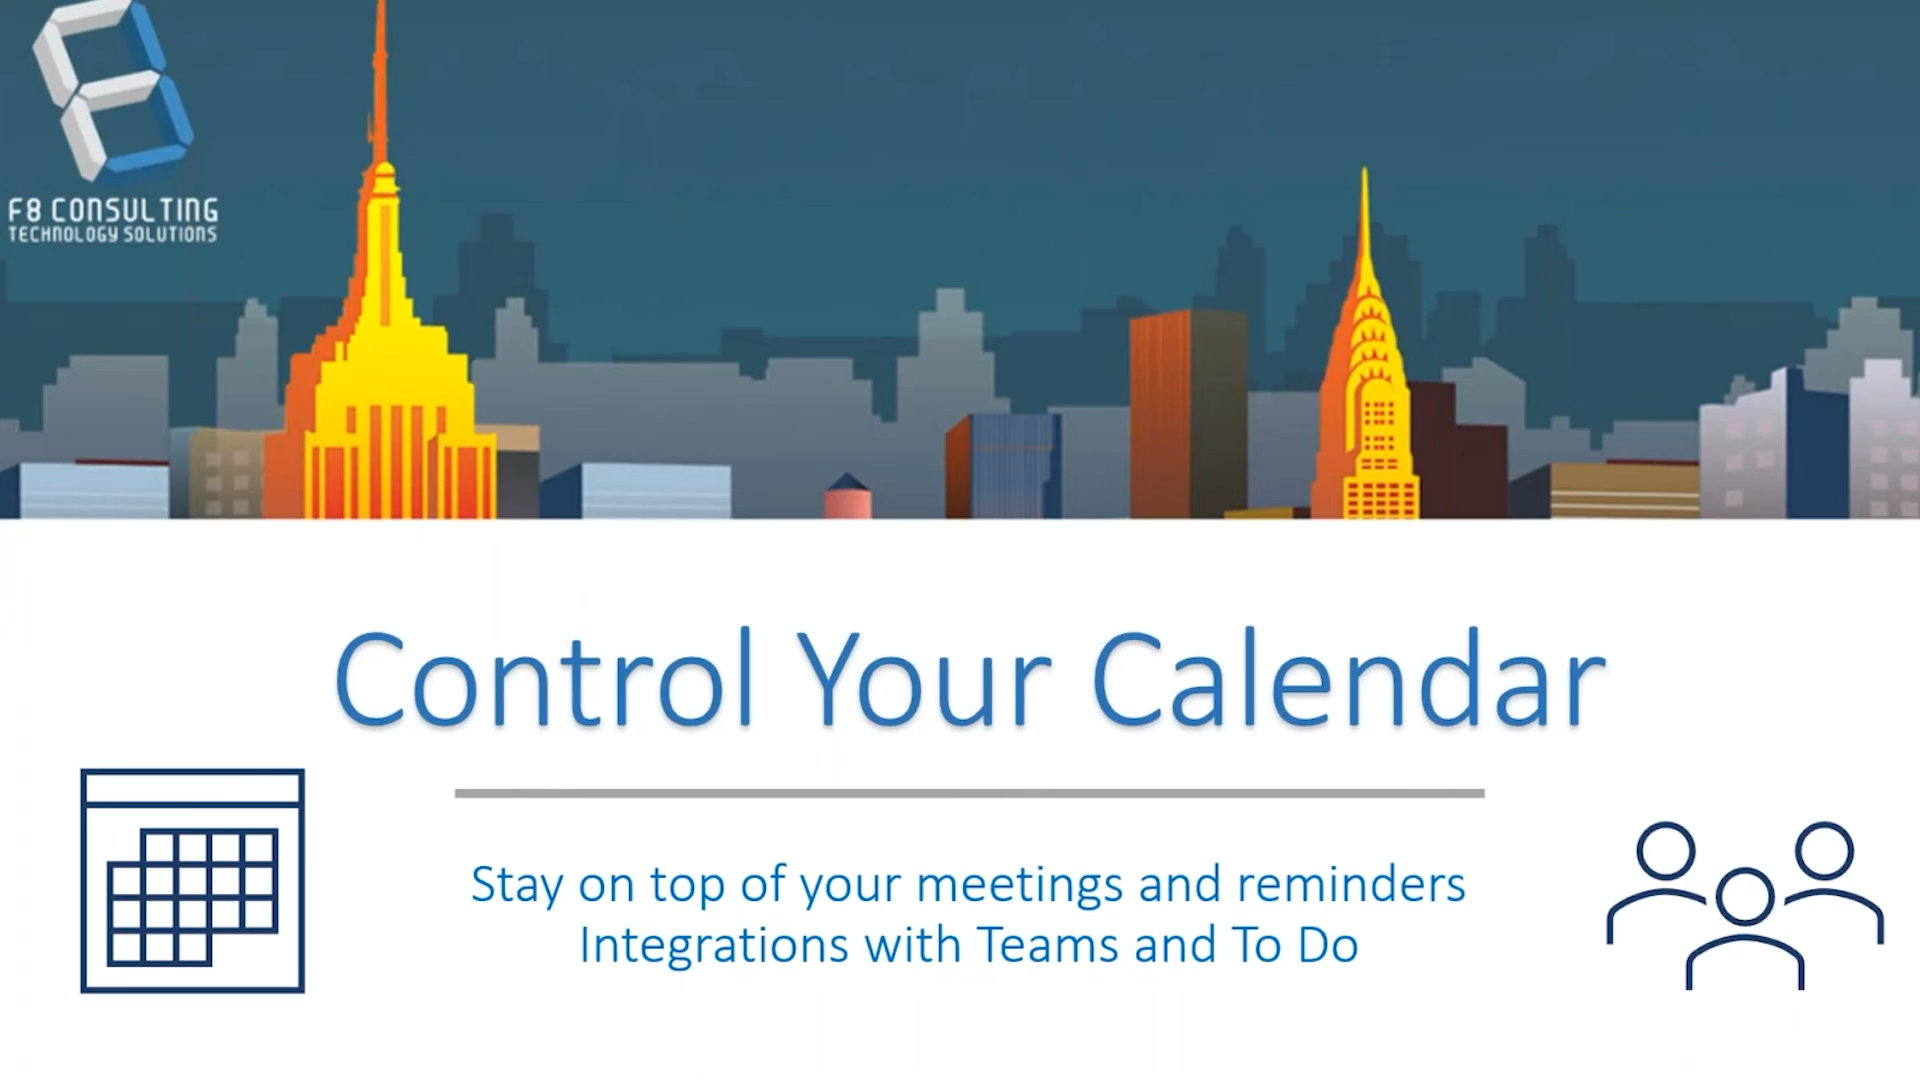 F8 CONSULTING
TECHNOLOGY SOLUTIONS
Control Your Calendar
Stay on top of your meetings and reminders
Integrations with Teams and To Do